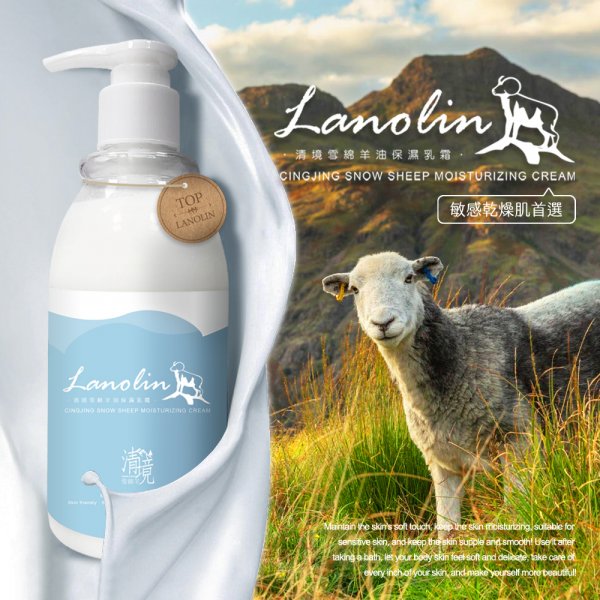 Lanolin
·清境雪綿羊油保濕乳霜·
CINGJING SNOW SHEEP MOISTURIZING CREAM
敏感乾燥肌首選
TOP
LANOLIN
Lanolin
·清境雪綿羊油保濕乳霜·
CINGJING SNOW SHEEP MOISTURIZING CREAM
清境
Skin friendly
Maintain the skin's soft touch, keep the skin moisturizing, suitable for
sensitive skin, and keep the skin supple and smooth! Use it after
taking a bath, let your body skin feel soft and delicate, take care of
every inch of your skin, and make yourself more beautiful!